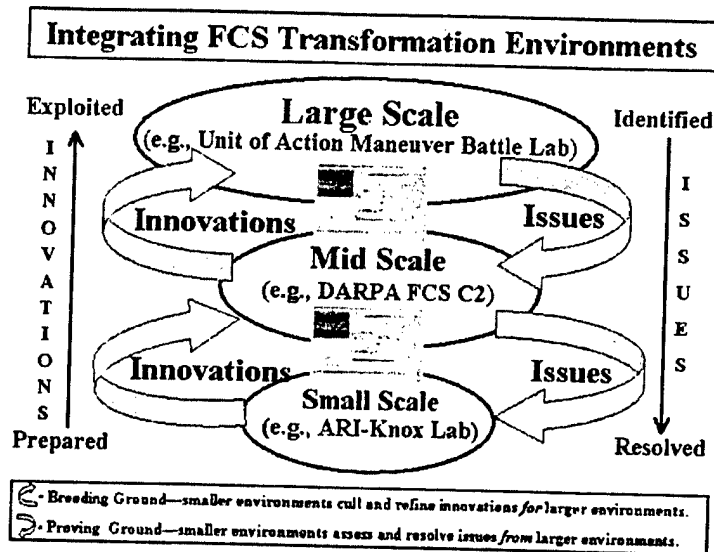 Integrating FCS Transformation Environments
Exploited
Large Scale
(e.g., Unit of Action Maneuver Battle Lab)
Identified
INNOVATIONS
Innovations
Issues
ISSUES
Mid Scale
(e.g., DARPA FCS C2)
Innovations
Issues
Small Scale
(e.g., ARI-Knox Lab)
Prepared
Resolved
- Breeding Ground—smaller environments cull and refine innovations for larger environments.
- Proving Ground—smaller environments assess and resolve issues from larger environments.